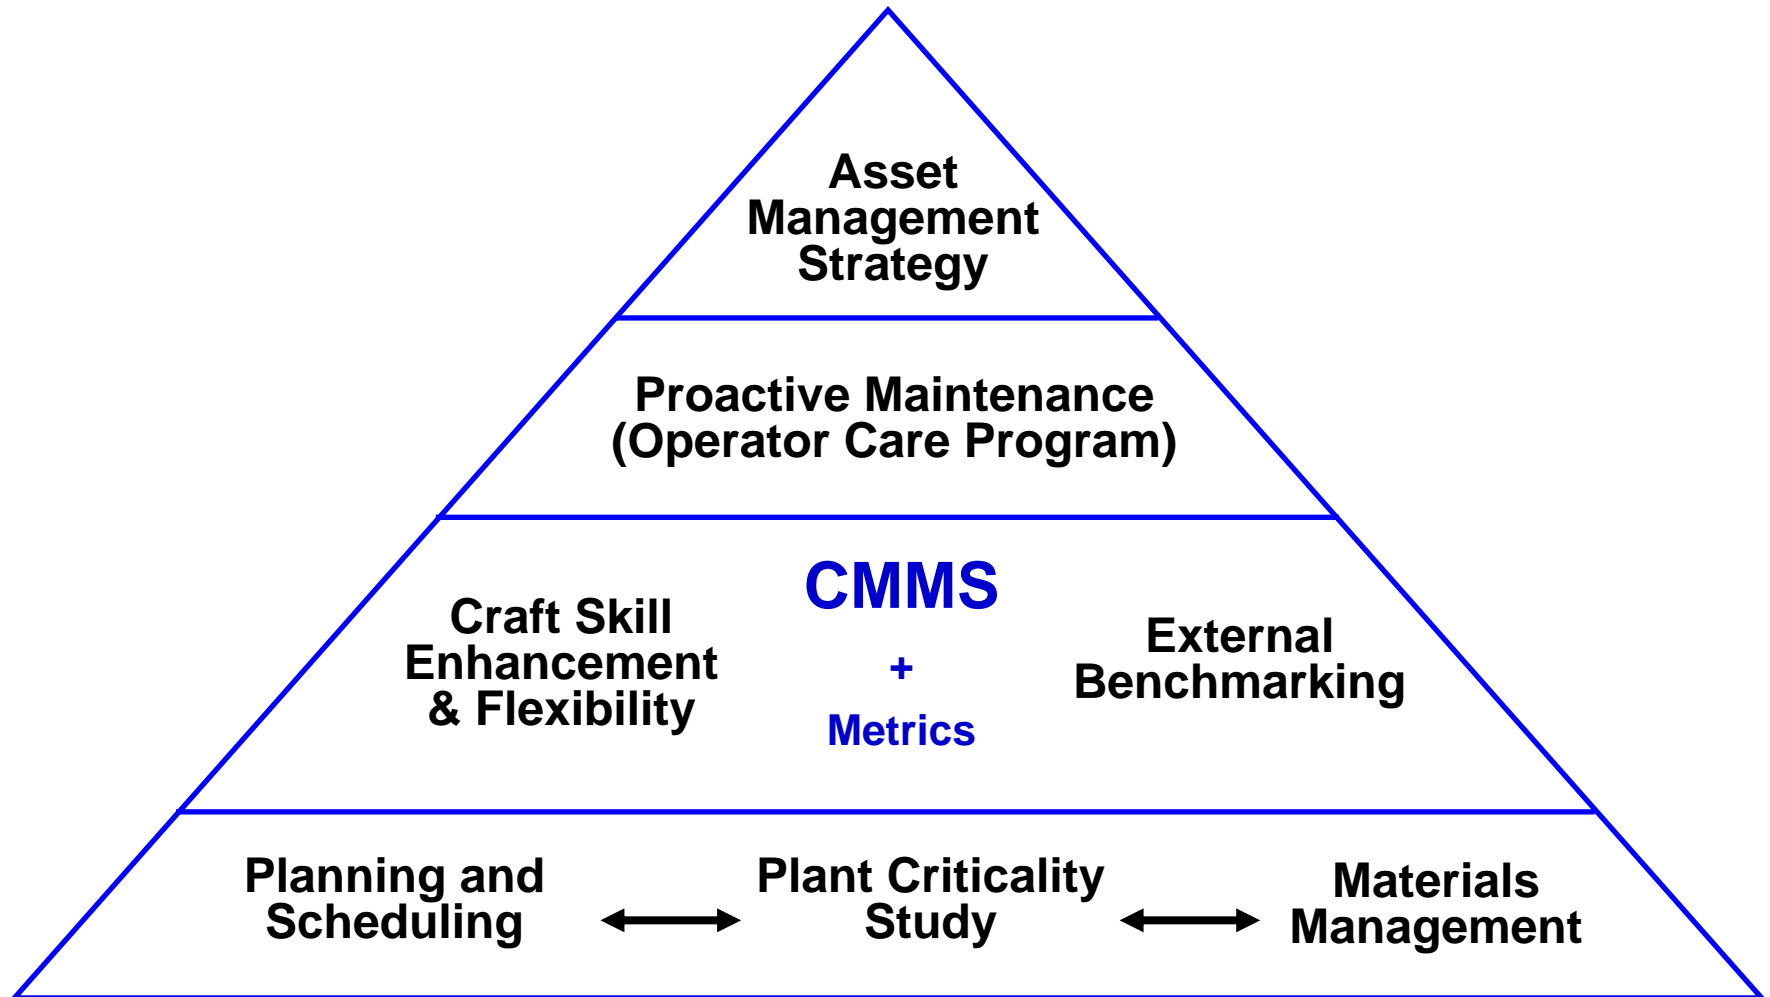 Asset
Management
Strategy
Proactive Maintenance
(Operator Care Program)
Craft Skill
Enhancement
& Flexibility
CMMS
+
Metrics
External
Benchmarking
Planning and
Scheduling
Plant Criticality
Study
Materials
Management